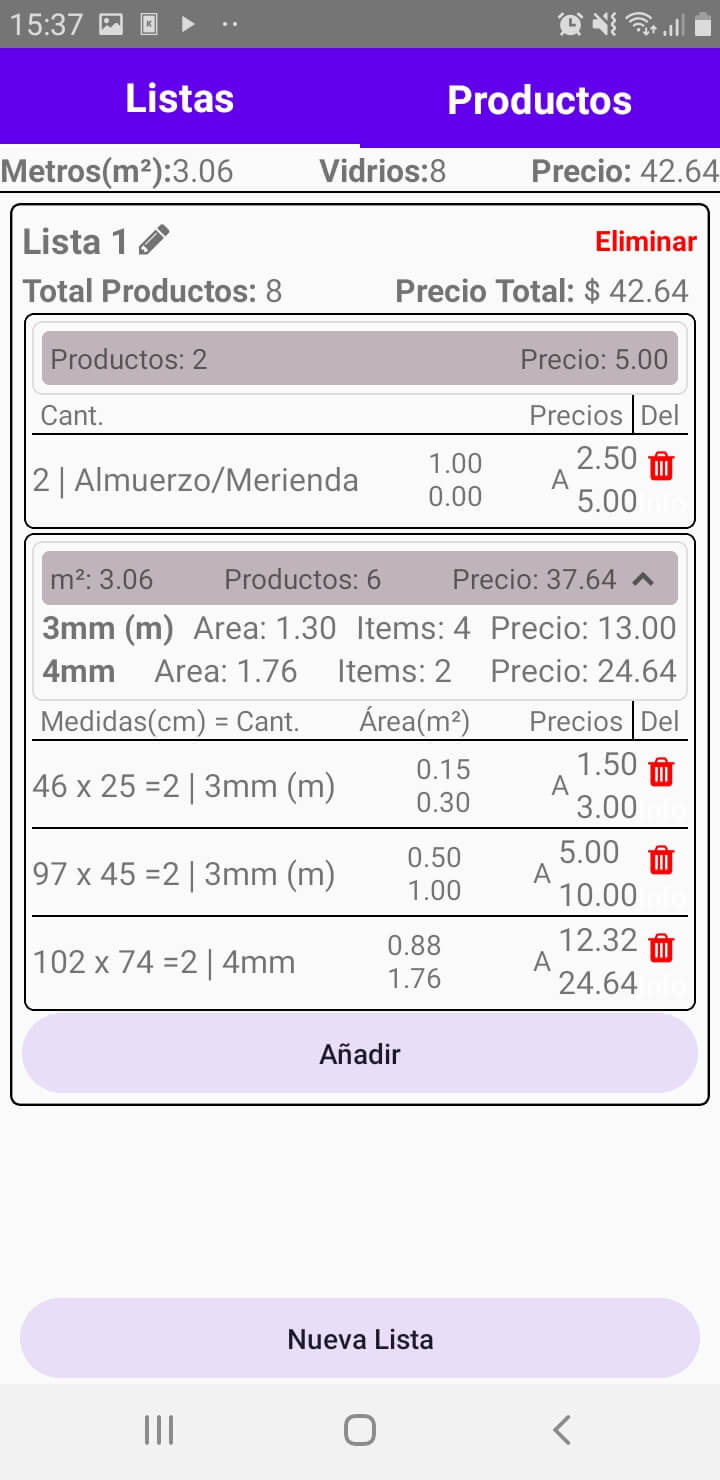 15:37
Listas Productos
Metros(m²):3.06 Vidrios:8 Precio: 42.64
Lista 1 Eliminar
Total Productos: 8 Precio Total: $ 42.64
Productos: 2 Precio: 5.00
Cant. Precios Del
2 | Almuerzo/Merienda 1.00 0.00 A 2.50 5.00 info
m²: 3.06 Productos: 6 Precio: 37.64
3mm (m) Area: 1.30 Items: 4 Precio: 13.00
4mm Area: 1.76 Items: 2 Precio: 24.64
Medidas(cm) = Cant. Área(m²) Precios Del
46 x 25 =2 | 3mm (m) 0.15 0.30 A 1.50 3.00 info
97 x 45 =2 | 3mm (m) 0.50 1.00 A 5.00 10.00 info
102 x 74 =2 | 4mm 0.88 1.76 A 12.32 24.64 info
Añadir
Nueva Lista